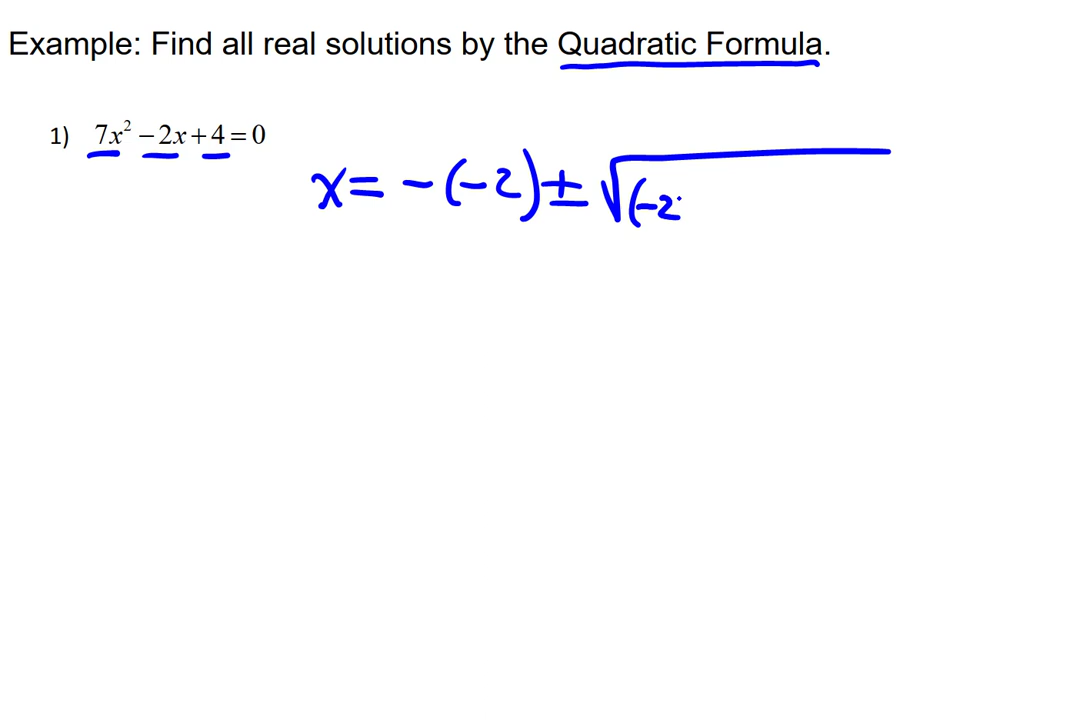 Example: Find all real solutions by the Quadratic Formula.
1) 7x² − 2x + 4 = 0
x = -(-2) ± √(-2